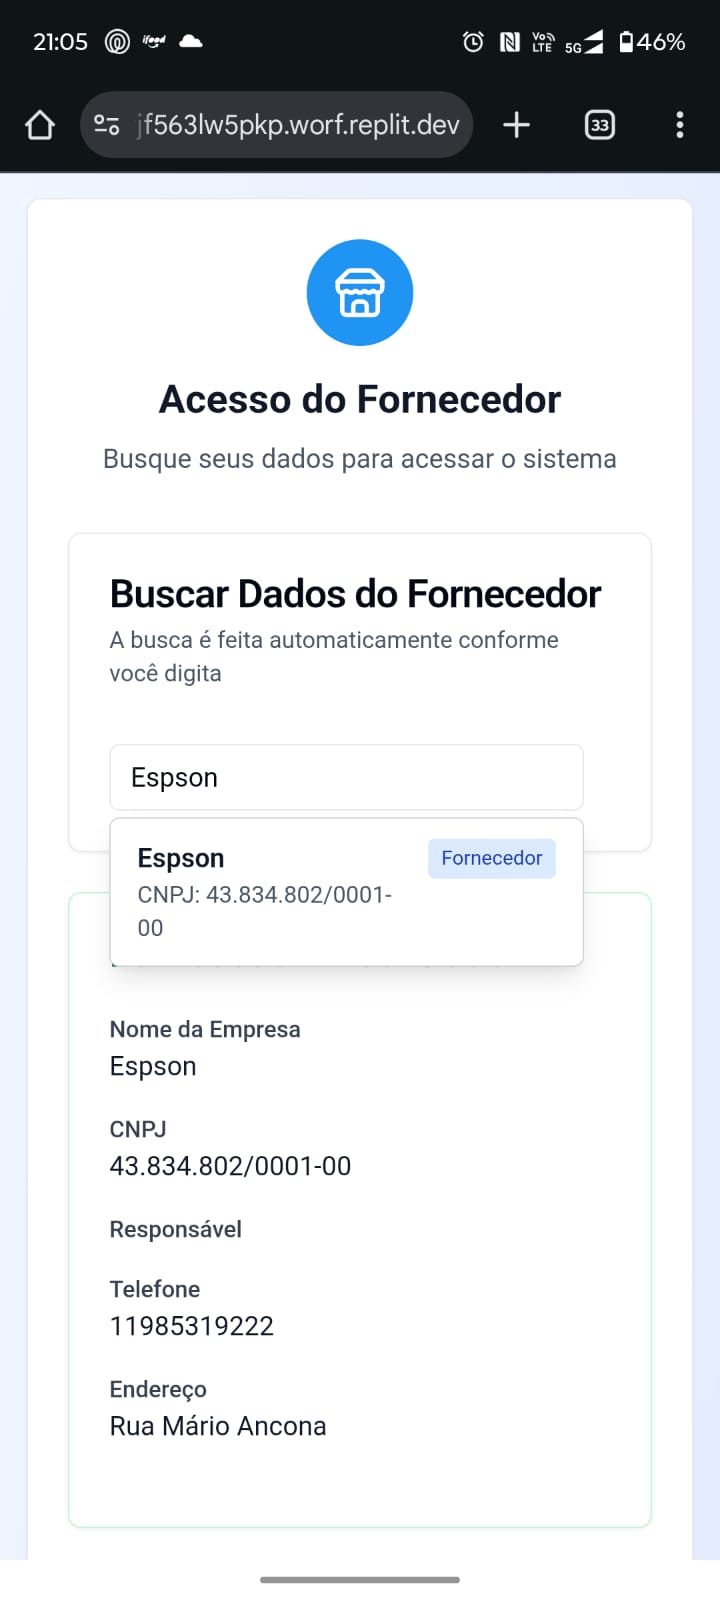 21:05
ifood
Vo))
LTE
5G
46%
jf563lw5pkp.worf.replit.dev
33
Acesso do Fornecedor
Busque seus dados para acessar o sistema
Buscar Dados do Fornecedor
A busca é feita automaticamente conforme
você digita
Espson
Espson
Fornecedor
CNPJ: 43.834.802/0001-
00
Nome da Empresa
Espson
CNPJ
43.834.802/0001-00
Responsável
Telefone
11985319222
Endereço
Rua Mário Ancona